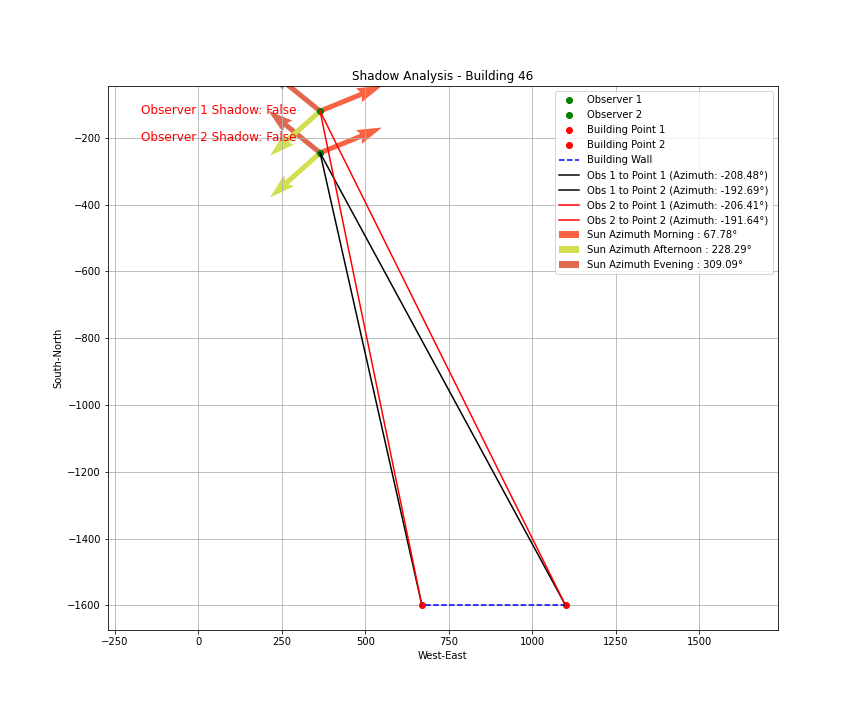 Shadow Analysis - Building 46
Observer 1 Shadow: False
Observer 2 Shadow: False
Observer 1
Observer 2
Building Point 1
Building Point 2
Building Wall
Obs 1 to Point 1 (Azimuth: -208.48°)
Obs 1 to Point 2 (Azimuth: -192.69°)
Obs 2 to Point 1 (Azimuth: -206.41°)
Obs 2 to Point 2 (Azimuth: -191.64°)
Sun Azimuth Morning : 67.78°
Sun Azimuth Afternoon : 228.29°
Sun Azimuth Evening : 309.09°
−200
−400
−600
−800
−1000
−1200
−1400
−1600
South-North
−250
0
250
500
750
1000
1250
1500
West-East